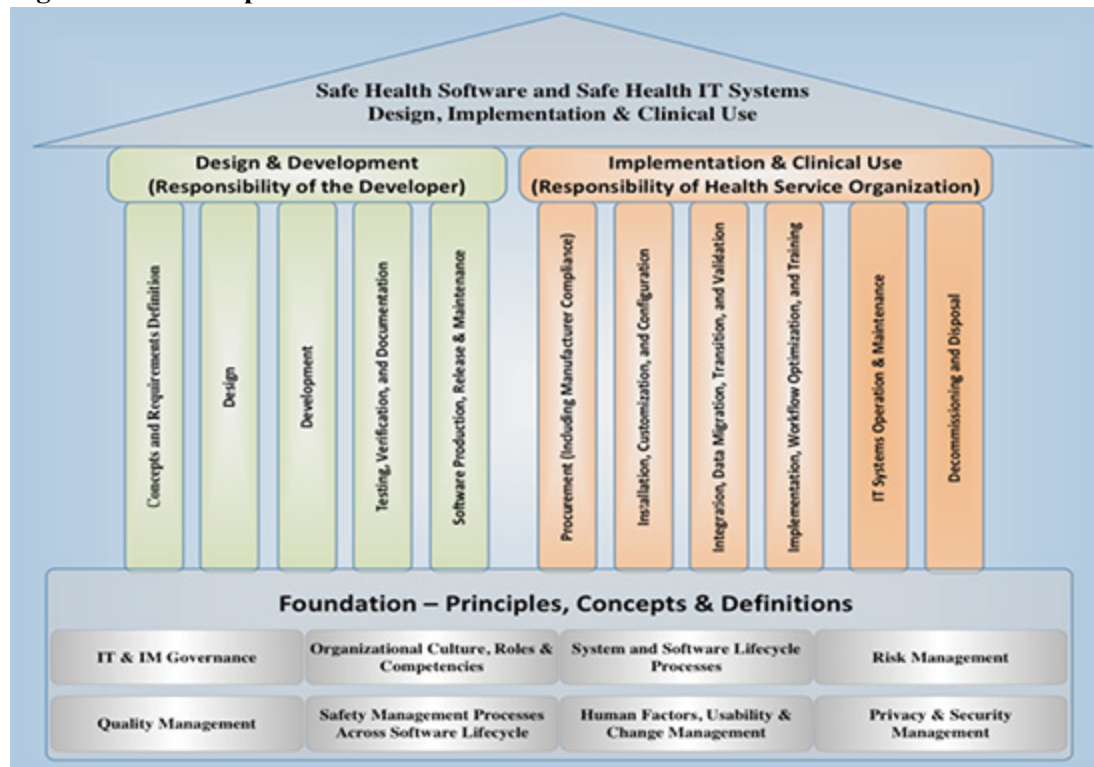 Safe Health Software and Safe Health IT Systems
Design, Implementation & Clinical Use
Design & Development
(Responsibility of the Developer)
Implementation & Clinical Use
(Responsibility of Health Service Organization)
Concepts and Requirements Definition
Design
Development
Testing, Verification, and Documentation
Software Production, Release & Maintenance
Procurement (Including Manufacturer Compliance)
Installation, Customization, and Configuration
Integration, Data Migration, Transition, and Validation
Implementation, Workflow Optimization, and Training
IT Systems Operation & Maintenance
Decommissioning and Disposal
Foundation – Principles, Concepts & Definitions
IT & IM Governance
Organizational Culture, Roles &
Competencies
System and Software Lifecycle
Processes
Risk Management
Quality Management
Safety Management Processes
Across Software Lifecycle
Human Factors, Usability &
Change Management
Privacy & Security
Management